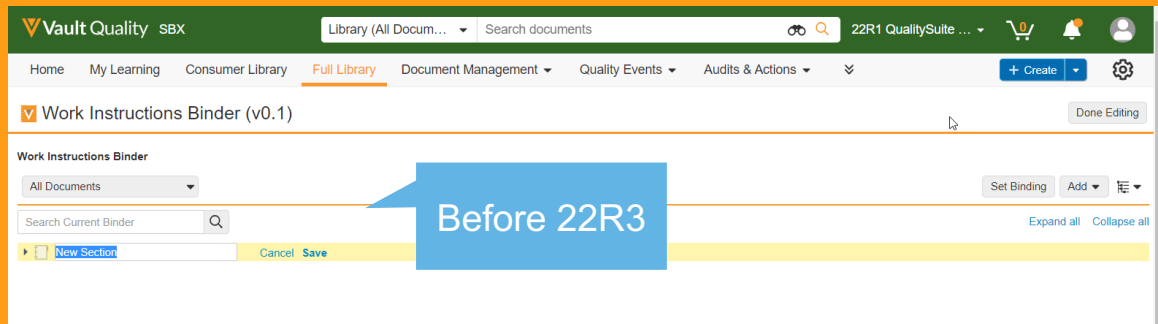 Vault Quality SBX
Library (All Docum...
Search documents
22R1 QualitySuite ...
0
Home
My Learning
Consumer Library
Full Library
Document Management
Quality Events
Audits & Actions
+ Create
Work Instructions Binder (v0.1)
Done Editing
Work Instructions Binder
All Documents
Set Binding
Add
Before 22R3
Search Current Binder
Expand all
Collapse all
New Section
Cancel
Save